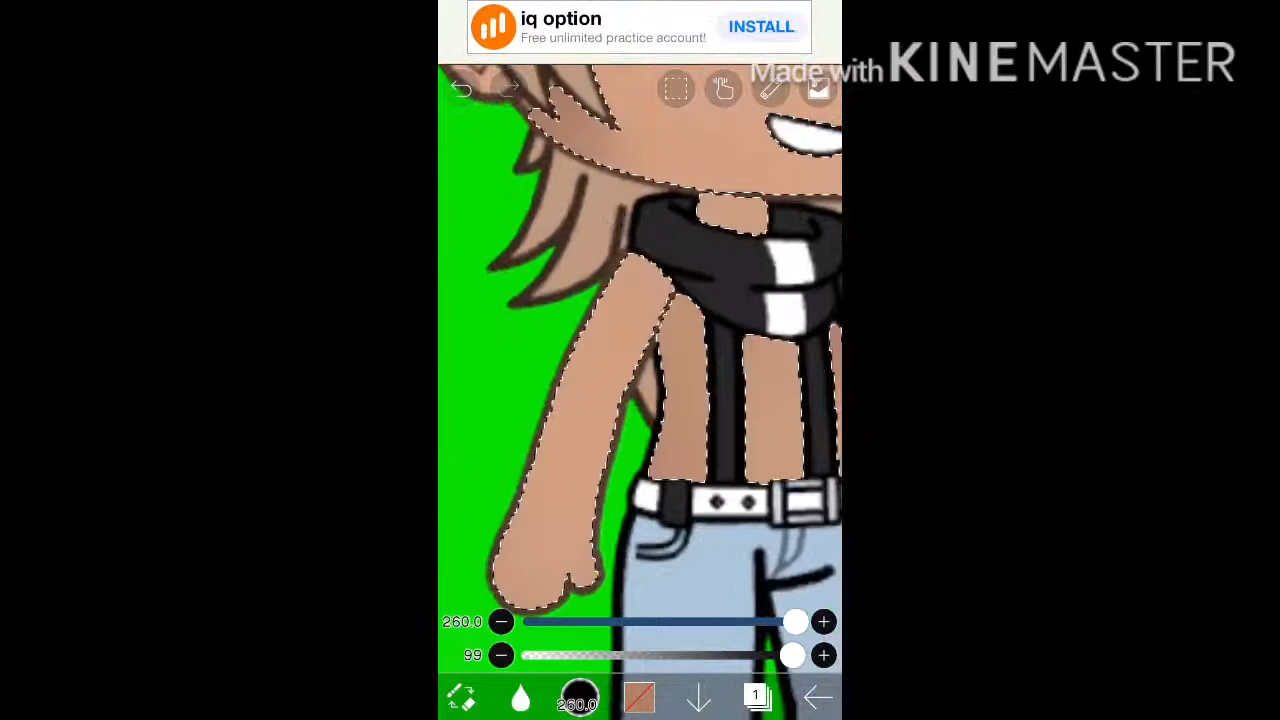 iq option
Free unlimited practice account!
INSTALL
Made with KINEMASTER
260.0
99
260.0
1